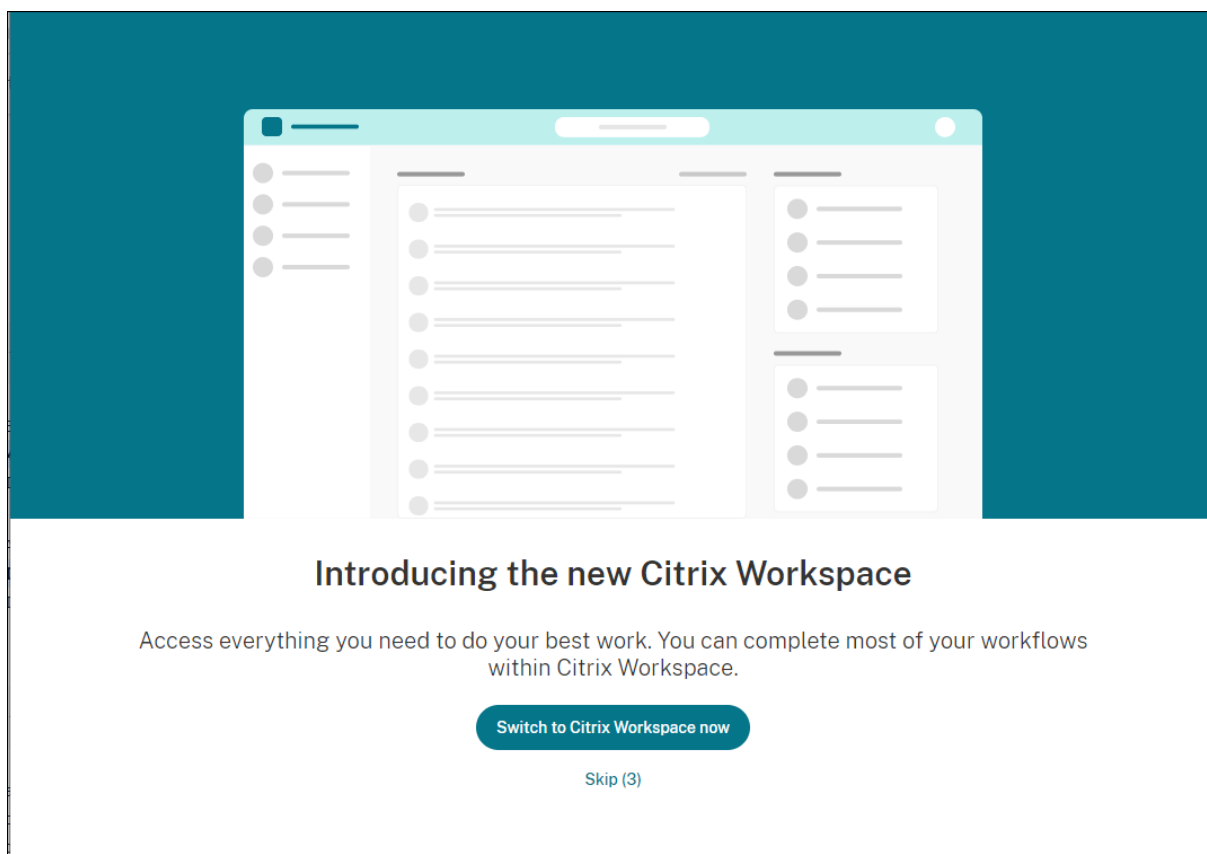 Introducing the new Citrix Workspace
Access everything you need to do your best work. You can complete most of your workflows
within Citrix Workspace.
Switch to Citrix Workspace now
Skip (3)